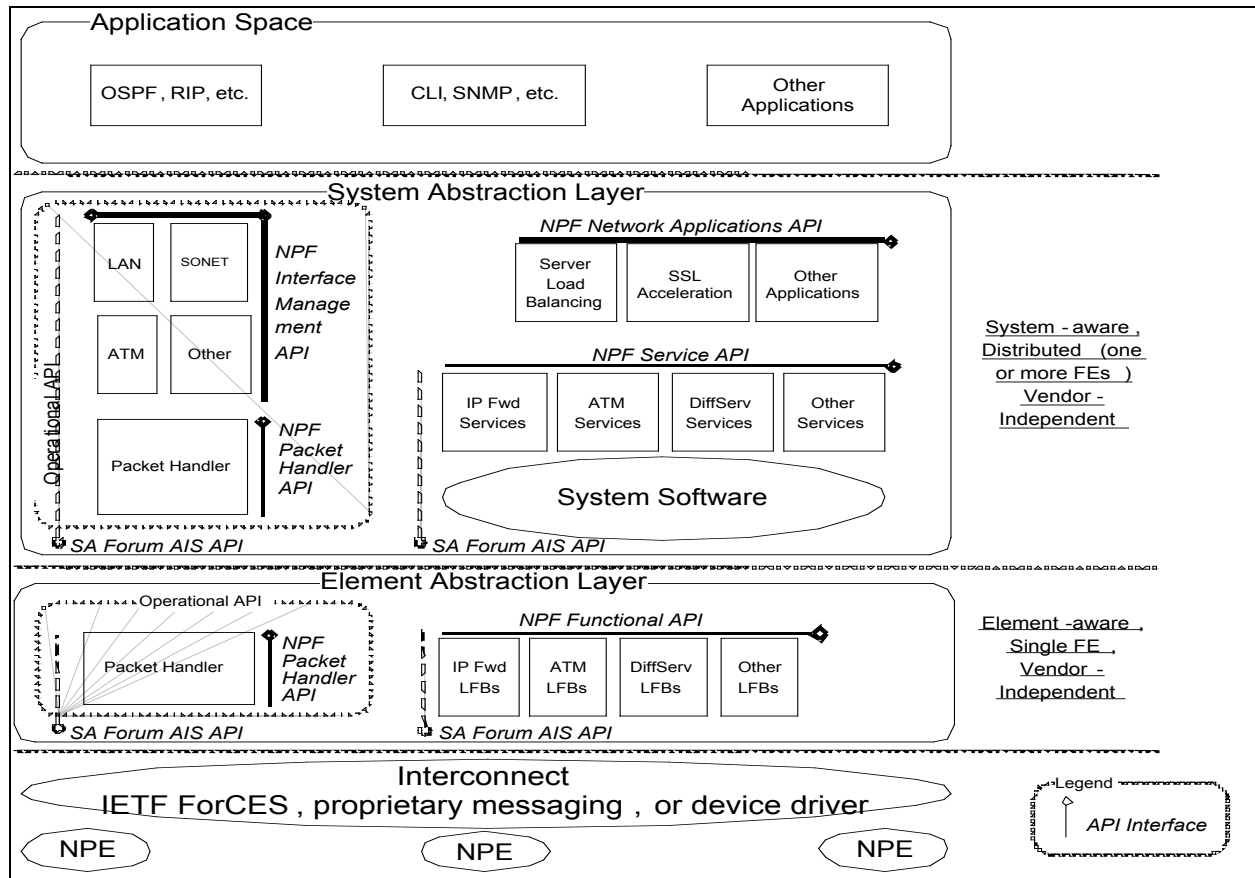 Application Space
OSPF, RIP, etc.
CLI, SNMP, etc.
Other
Applications
System Abstraction Layer
Operational API
LAN
SONET
ATM
Other
NPF
Interface
Manage
ment
API
Packet Handler
NPF
Packet
Handler
API
SA Forum AIS API
NPF Network Applications API
Server
Load
Balancing
SSL
Acceleration
Other
Applications
NPF Service API
IP Fwd
Services
ATM
Services
DiffServ
Services
Other
Services
System Software
SA Forum AIS API
System - aware ,
Distributed (one
or more FEs )
Vendor -
Independent
Element Abstraction Layer
Operational API
Packet Handler
NPF
Packet
Handler
API
SA Forum AIS API
NPF Functional API
IP Fwd
LFBs
ATM
LFBs
DiffServ
LFBs
Other
LFBs
SA Forum AIS API
Element -aware ,
Single FE ,
Vendor -
Independent
Interconnect
IETF ForCES , proprietary messaging , or device driver
NPE
NPE
NPE
Legend
API Interface